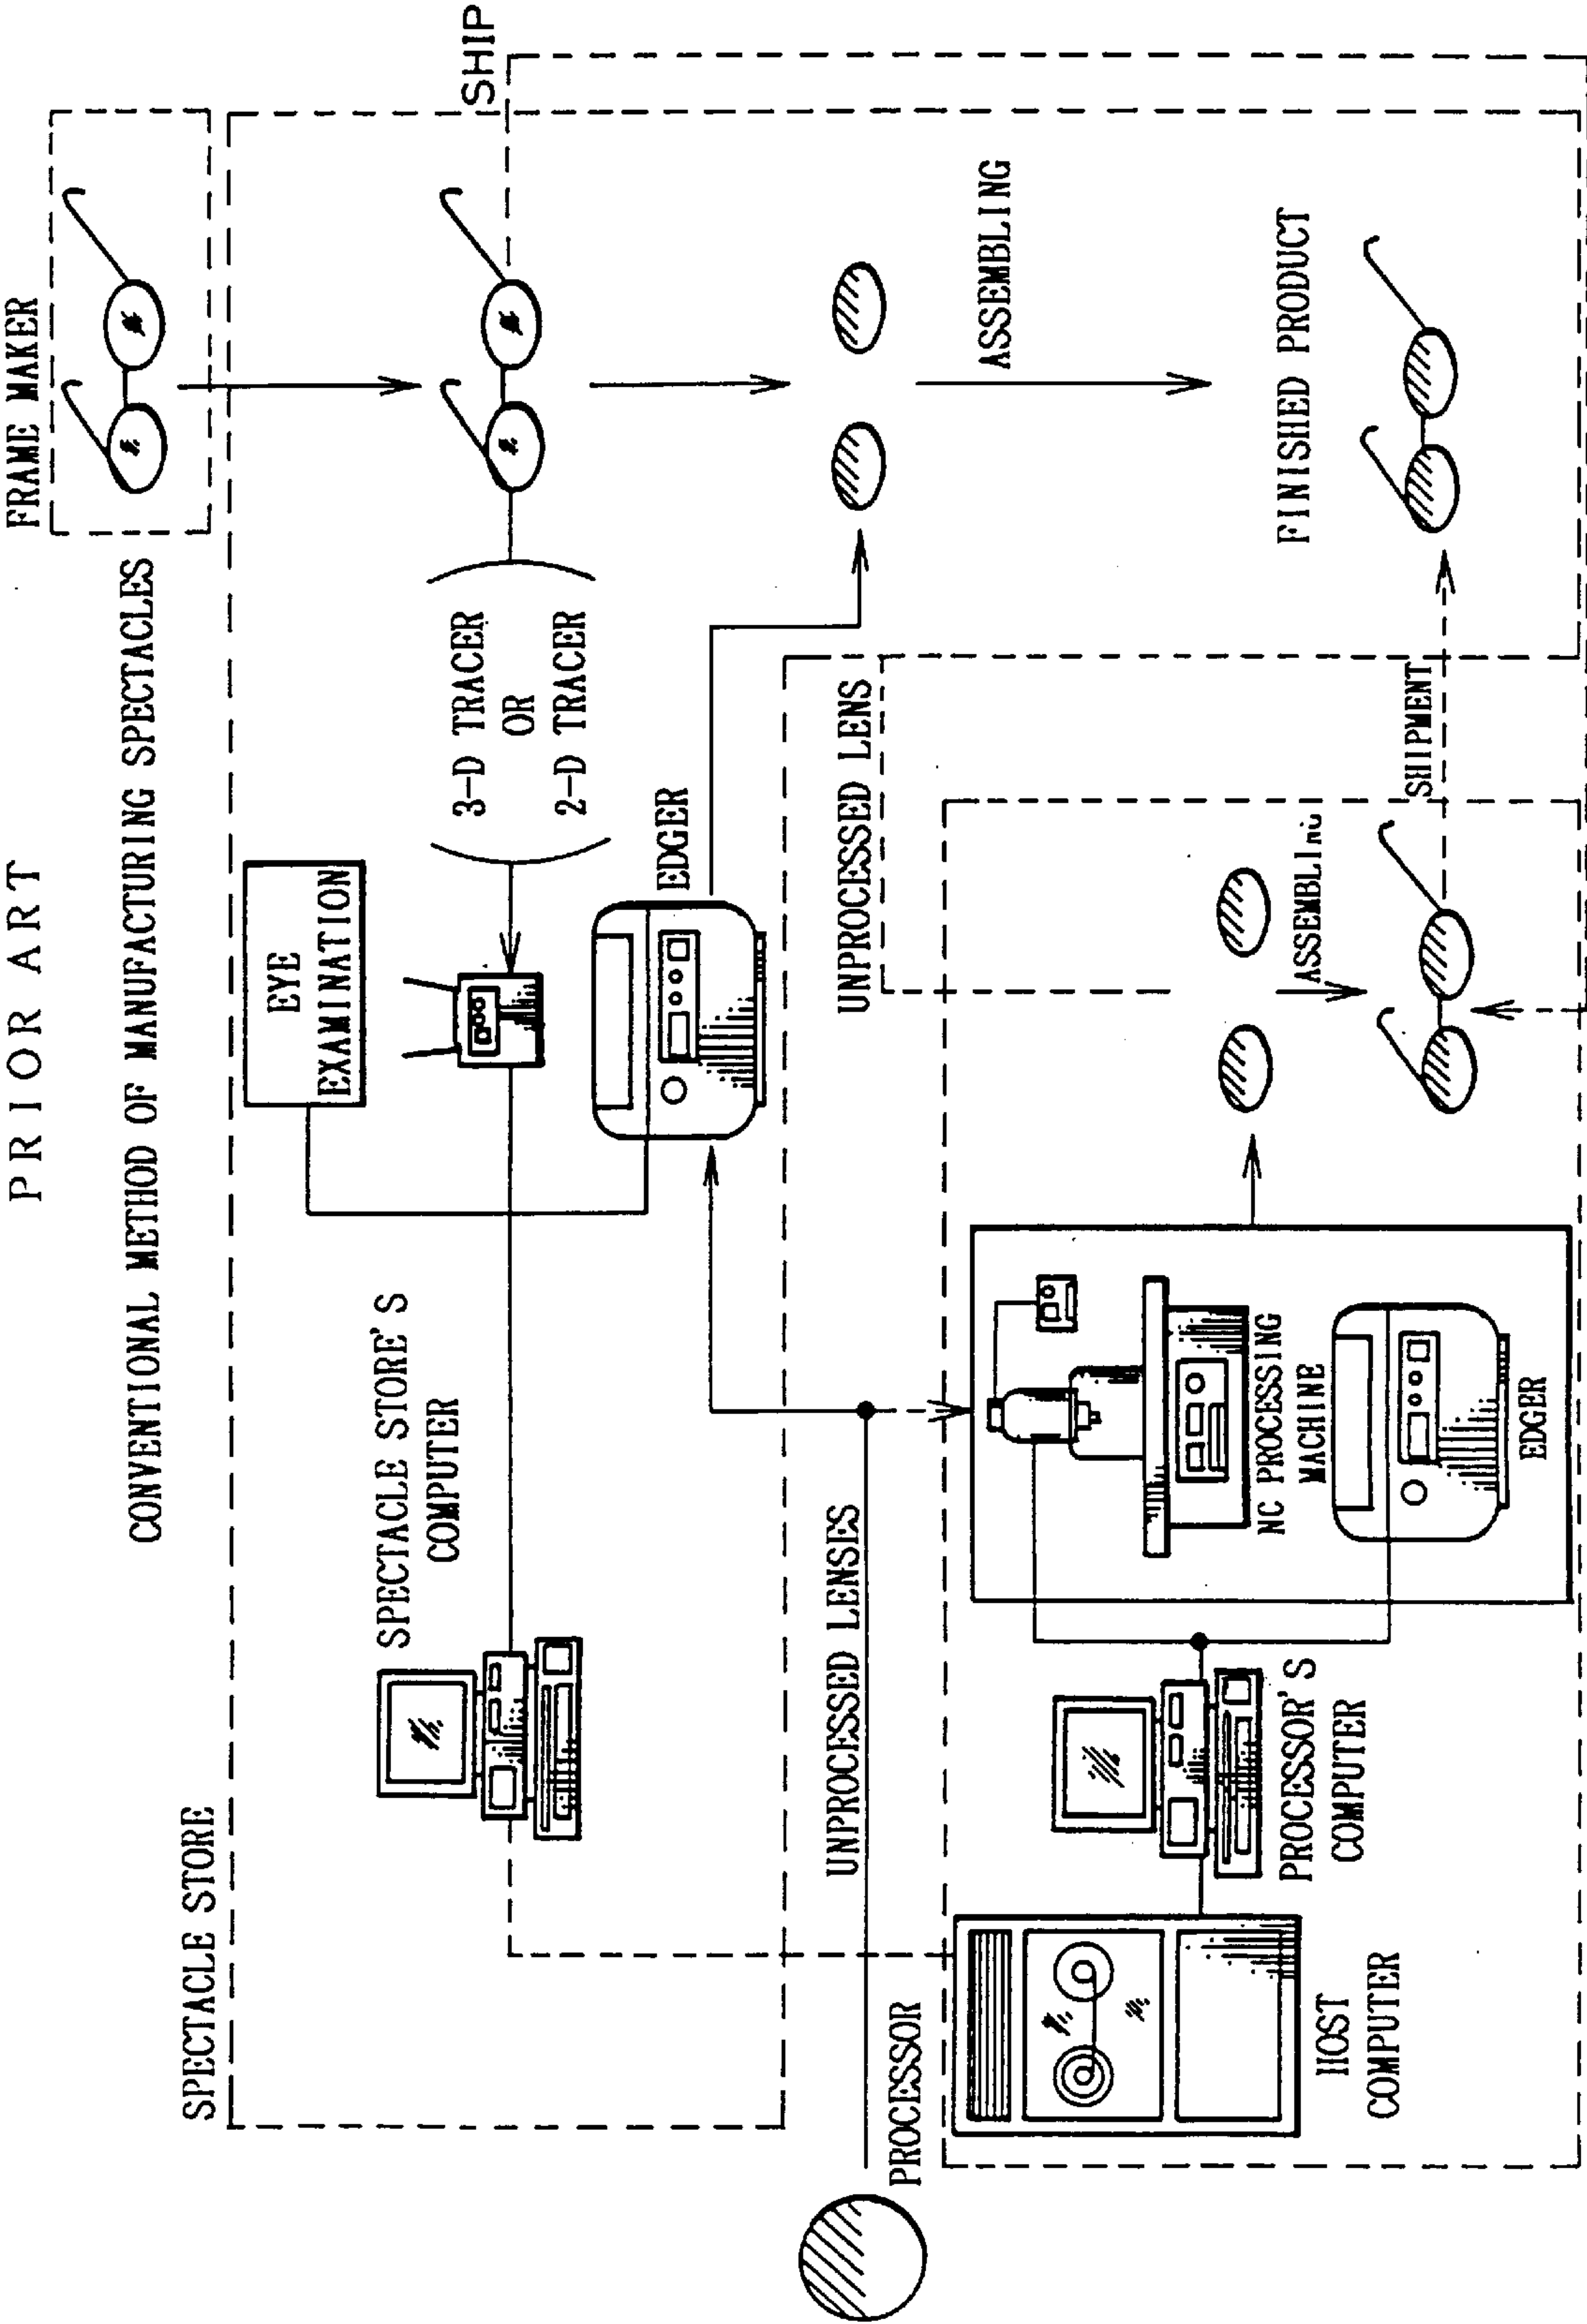 PRIOR ART
CONVENTIONAL METHOD OF MANUFACTURING SPECTACLES
FRAME MAKER
SPECTACLE STORE
EYE
EXAMINATION
SHIP
SPECTACLE STORE'S
COMPUTER
3-D TRACER
OR
2-D TRACER
EDGER
UNPROCESSED LENSES
UNPROCESSED LENS
ASSEMBLING
PROCESSOR
FINISHED PRODUCT
NC PROCESSING
MACHINE
ASSEMBLING
SHIPMENT
PROCESSOR'S
COMPUTER
HOST
COMPUTER
EDGER